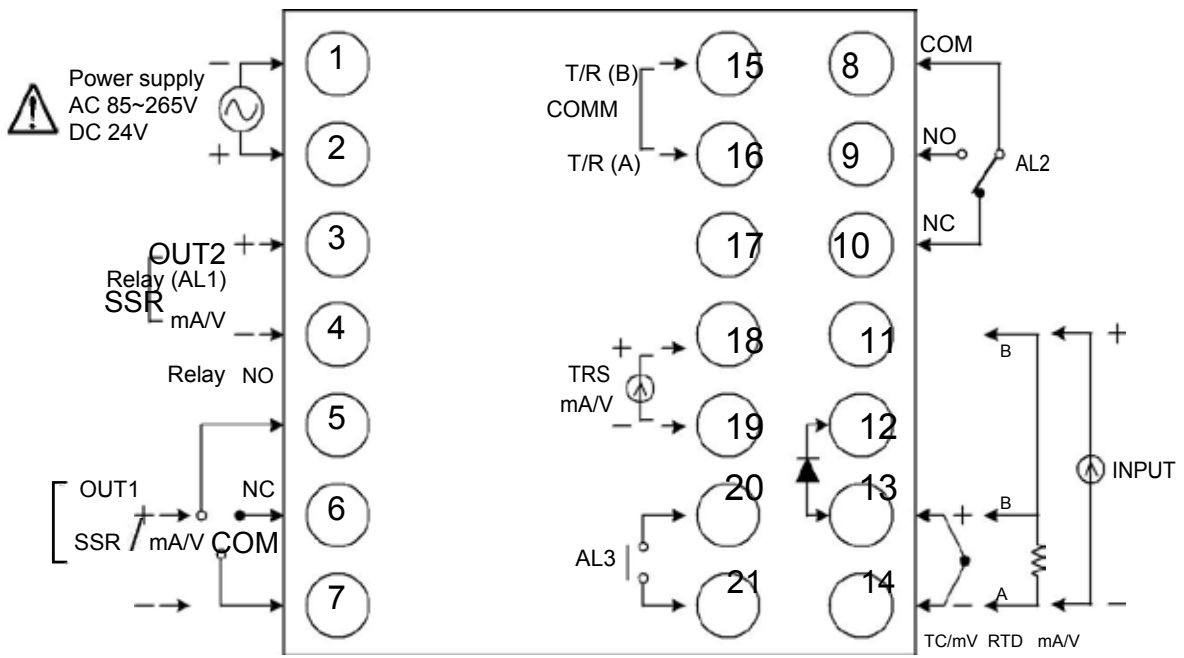 Power supply
AC 85~265V
DC 24V
−
+
1
2
3
4
5
6
7
OUT2 +
Relay (AL1)
SSR
mA/V −
Relay NO
OUT1 NC
+
SSR mA/V COM
−
T/R (B)
COMM
T/R (A)
15
16
17
18
19
20
21
+
TRS
mA/V
−
AL3
8
9
10
11
12
13
14
COM
NO
AL2
NC
B +
INPUT
+ B
− A −
TC/mV RTD mA/V